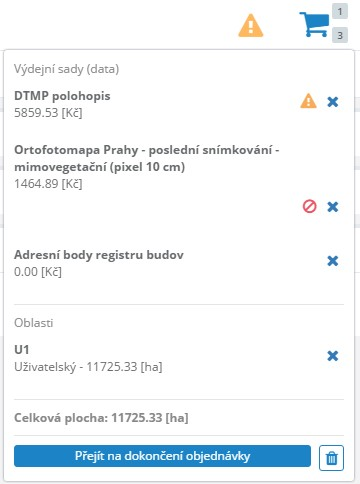 1
3
Výdejní sady (data)
DTMP polohopis
5859.53 [Kč]
Ortofotomapa Prahy - poslední snímkování -
mimovegetační (pixel 10 cm)
1464.89 [Kč]
Adresní body registru budov
0.00 [Kč]
Oblasti
U1
Uživatelský - 11725.33 [ha]
Celková plocha: 11725.33 [ha]
Přejít na dokončení objednávky